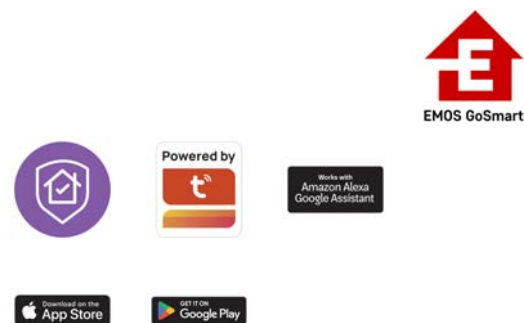 E
EMOS GoSmart
Powered by
t
Works with
Amazon Alexa
Google Assistant
Download on the
App Store
GET IT ON
Google Play